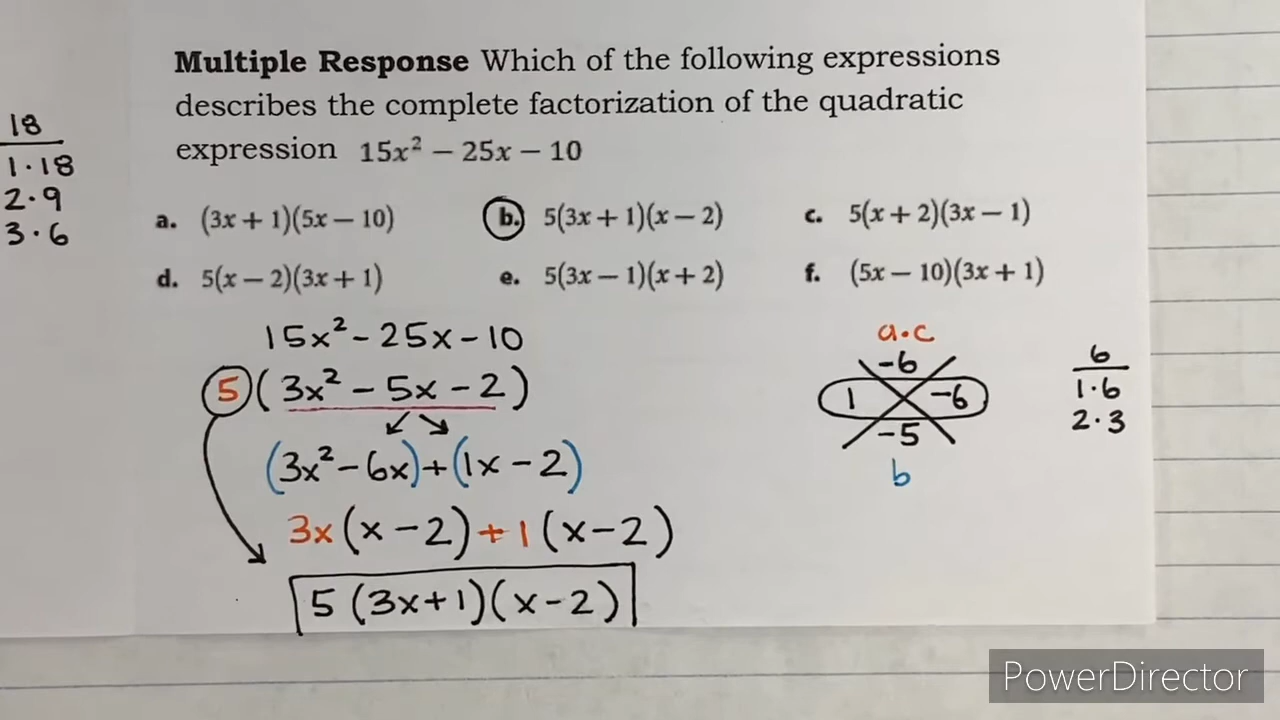 Multiple Response Which of the following expressions
describes the complete factorization of the quadratic
expression 15x² − 25x − 10
18
1·18
2·9
3·6
a. (3x + 1)(5x − 10)
b. 5(3x + 1)(x − 2)
c. 5(x + 2)(3x − 1)
d. 5(x − 2)(3x + 1)
e. 5(3x − 1)(x + 2)
f. (5x − 10)(3x + 1)
15x² − 25x − 10
5(3x² − 5x − 2)
(3x² − 6x) + (1x − 2)
3x(x − 2) + 1(x − 2)
5(3x+1)(x−2)
a·c
−6
1 −6
−5
b
6
1·6
2·3
PowerDirector